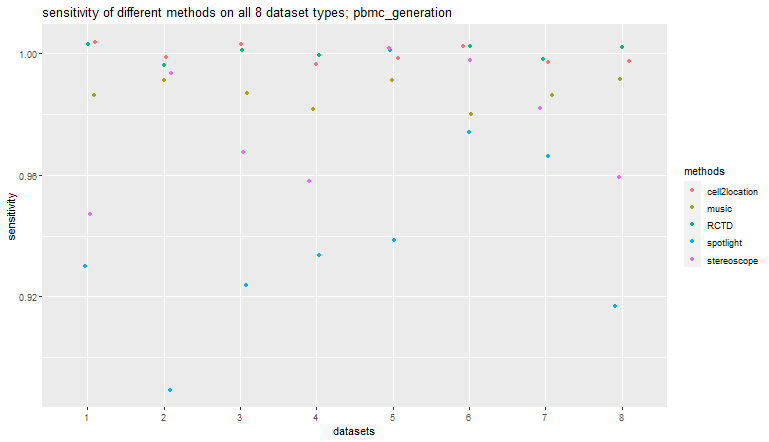 sensitivity of different methods on all 8 dataset types; pbmc_generation
1.00
0.96
0.92
sensitivity
1 2 3 4 5 6 7 8
datasets
methods
cell2location
music
RCTD
spotlight
stereoscope